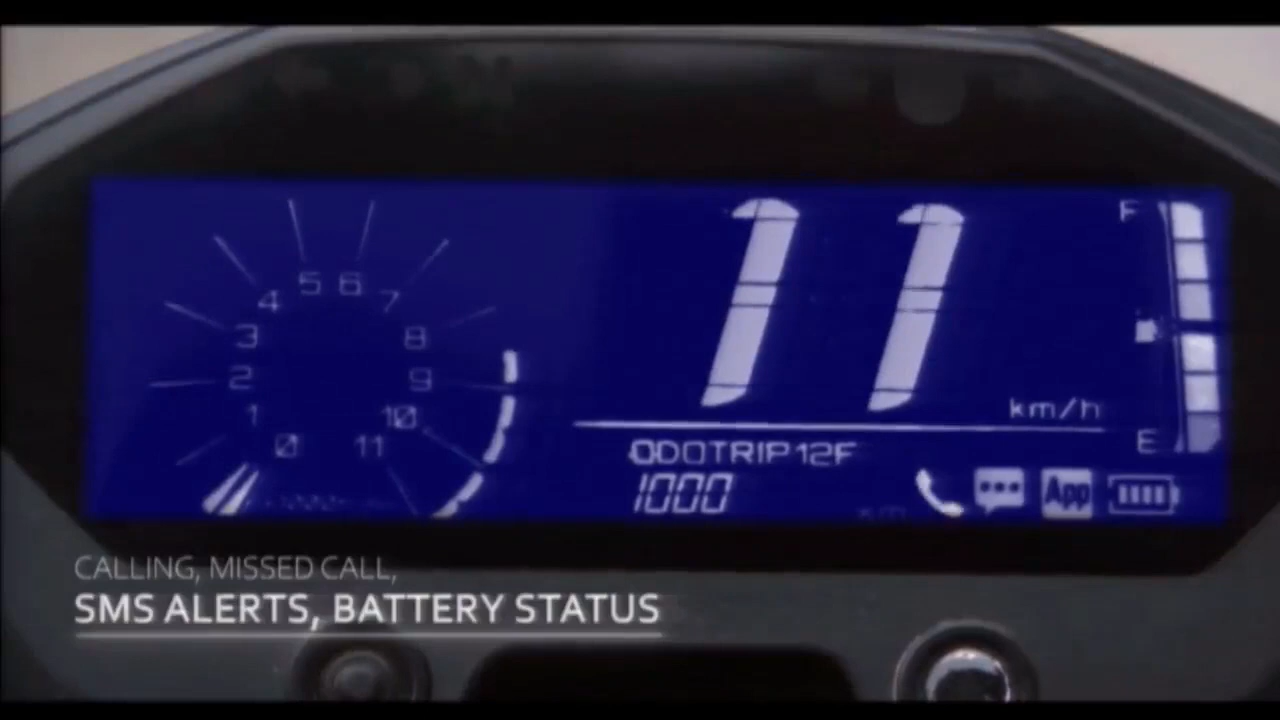 5 6
4 7
3 8
2 9
1 10
0 11
11
km/h
F
E
ODOTRIP12F
1000
App
CALLING, MISSED CALL,
SMS ALERTS, BATTERY STATUS